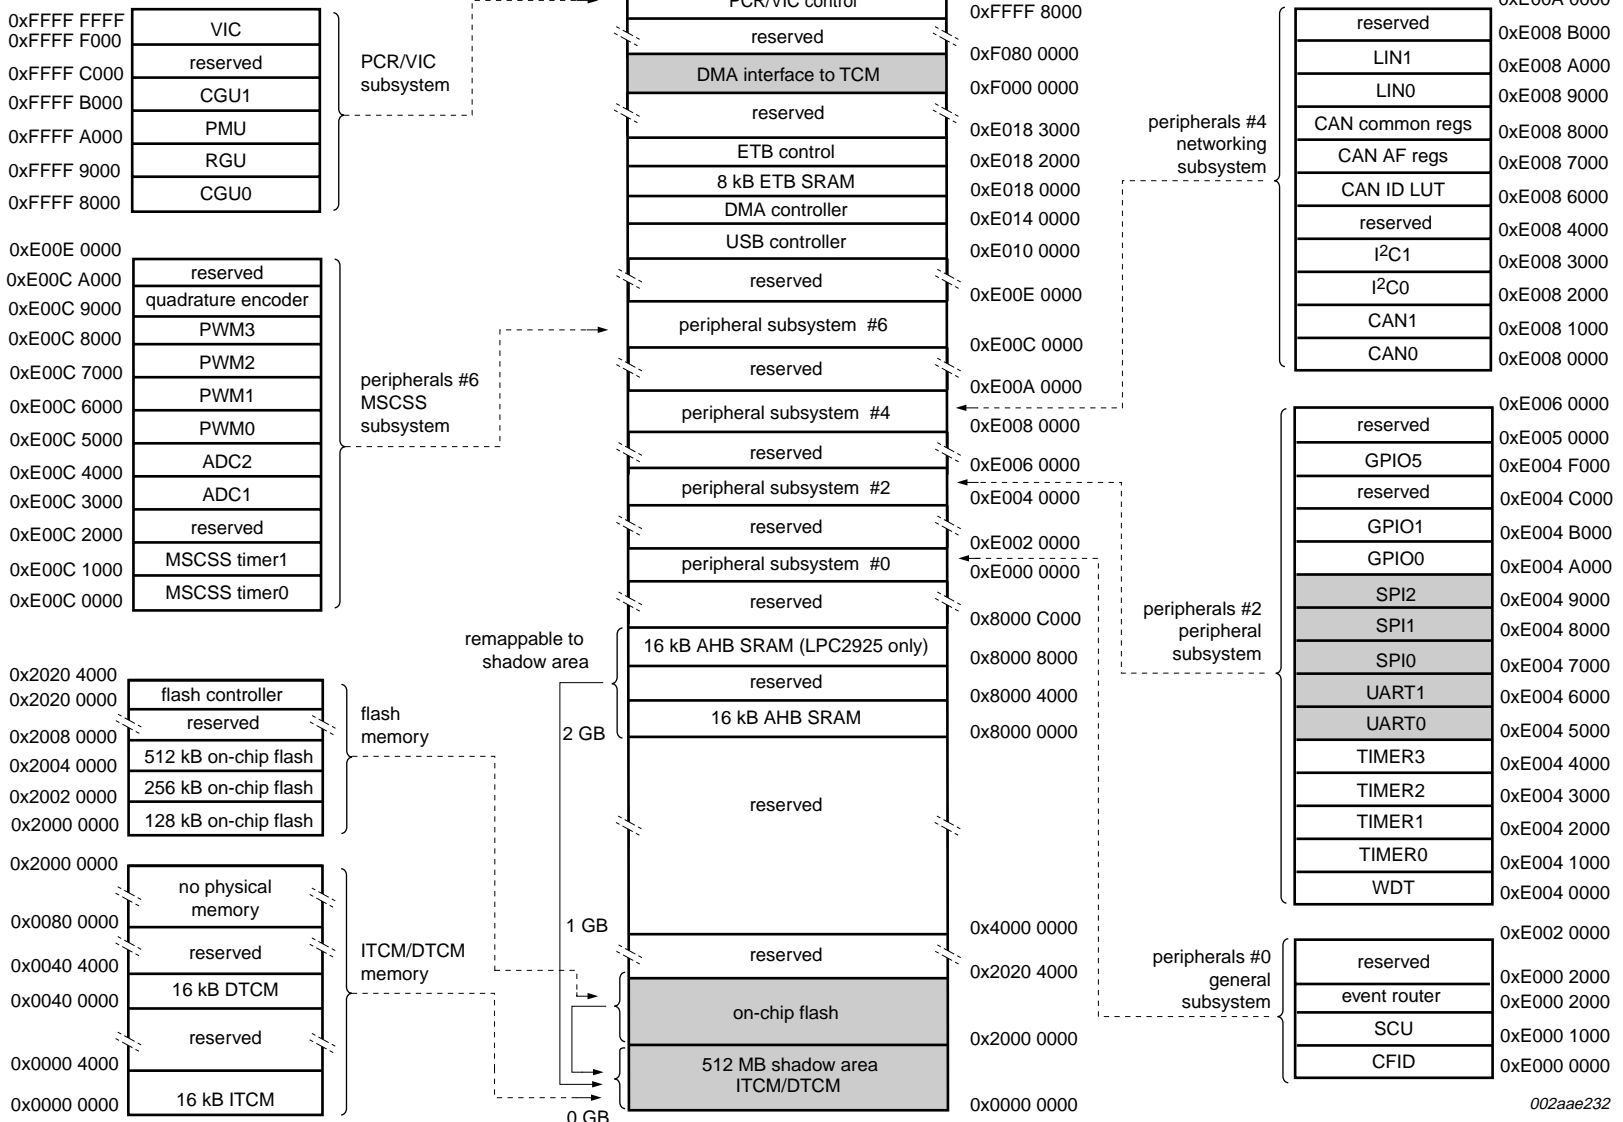 0xFFFF FFFF
VIC
0xFFFF F000
reserved
0xFFFF C000
CGU1
0xFFFF B000
PMU
0xFFFF A000
RGU
0xFFFF 9000
CGU0
0xFFFF 8000
PCR/VIC
subsystem
0xE00E 0000
reserved
0xE00C A000
quadrature encoder
0xE00C 9000
PWM3
0xE00C 8000
PWM2
0xE00C 7000
PWM1
0xE00C 6000
PWM0
0xE00C 5000
ADC2
0xE00C 4000
ADC1
0xE00C 3000
reserved
0xE00C 2000
MSCSS timer1
0xE00C 1000
MSCSS timer0
0xE00C 0000
peripherals #6
MSCSS
subsystem
0x2020 4000
flash controller
0x2020 0000
reserved
0x2008 0000
512 kB on-chip flash
0x2004 0000
256 kB on-chip flash
0x2002 0000
128 kB on-chip flash
0x2000 0000
flash
memory
0x2000 0000
no physical
memory
0x0080 0000
reserved
0x0040 4000
16 kB DTCM
0x0040 0000
reserved
0x0000 4000
16 kB ITCM
0x0000 0000
ITCM/DTCM
memory
remappable to
shadow area
2 GB
1 GB
0 GB
PCR/VIC control
0xFFFF 8000
reserved
0xF080 0000
DMA interface to TCM
0xF000 0000
reserved
0xE018 3000
ETB control
0xE018 2000
8 kB ETB SRAM
0xE018 0000
DMA controller
0xE014 0000
USB controller
0xE010 0000
reserved
0xE00E 0000
peripheral subsystem #6
0xE00C 0000
reserved
0xE00A 0000
peripheral subsystem #4
0xE008 0000
reserved
0xE006 0000
peripheral subsystem #2
0xE004 0000
reserved
0xE002 0000
peripheral subsystem #0
0xE000 0000
reserved
0x8000 C000
16 kB AHB SRAM (LPC2925 only)
0x8000 8000
reserved
0x8000 4000
16 kB AHB SRAM
0x8000 0000
reserved
0x4000 0000
reserved
0x2020 4000
on-chip flash
0x2000 0000
512 MB shadow area
ITCM/DTCM
0x0000 0000
peripherals #4
networking
subsystem
0xE00A 0000
reserved
0xE008 B000
LIN1
0xE008 A000
LIN0
0xE008 9000
CAN common regs
0xE008 8000
CAN AF regs
0xE008 7000
CAN ID LUT
0xE008 6000
reserved
0xE008 4000
I2C1
0xE008 3000
I2C0
0xE008 2000
CAN1
0xE008 1000
CAN0
0xE008 0000
peripherals #2
peripheral
subsystem
0xE006 0000
reserved
0xE005 0000
GPIO5
0xE004 F000
reserved
0xE004 C000
GPIO1
0xE004 B000
GPIO0
0xE004 A000
SPI2
0xE004 9000
SPI1
0xE004 8000
SPI0
0xE004 7000
UART1
0xE004 6000
UART0
0xE004 5000
TIMER3
0xE004 4000
TIMER2
0xE004 3000
TIMER1
0xE004 2000
TIMER0
0xE004 1000
WDT
0xE004 0000
peripherals #0
general
subsystem
0xE002 0000
reserved
0xE000 2000
event router
0xE000 2000
SCU
0xE000 1000
CFID
0xE000 0000
002aae232